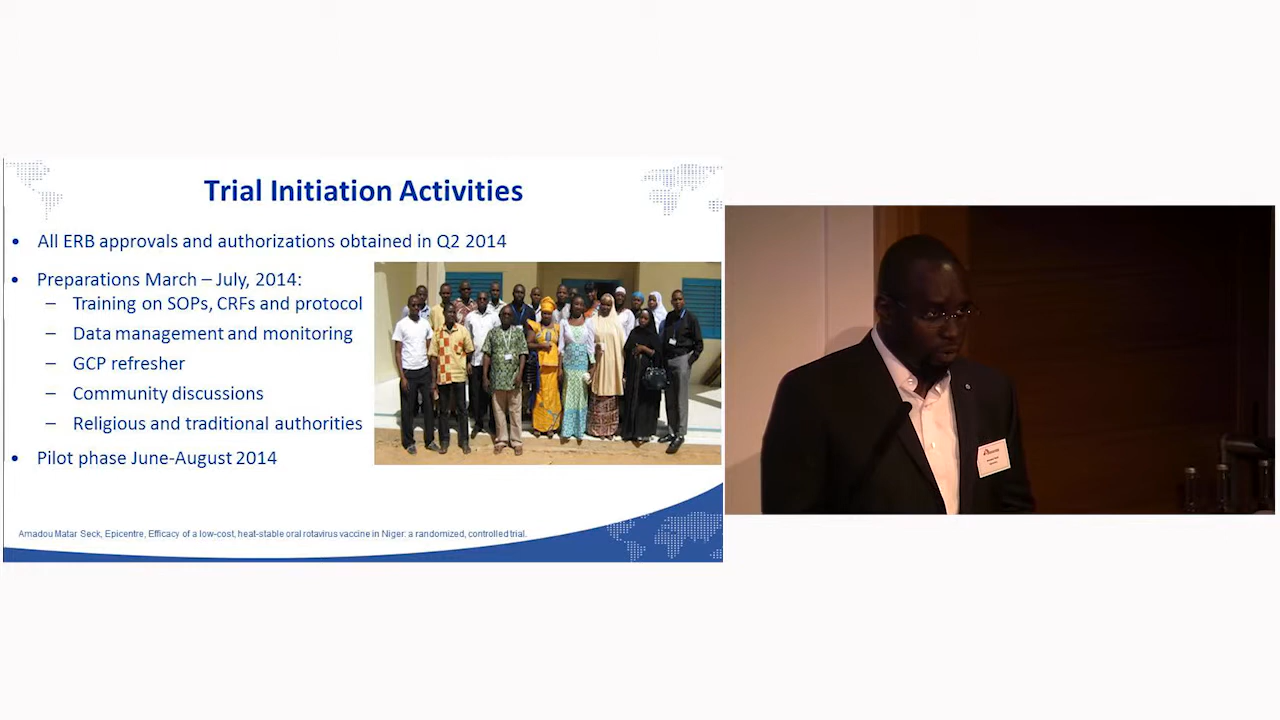 Trial Initiation Activities
• All ERB approvals and authorizations obtained in Q2 2014
• Preparations March – July, 2014:
– Training on SOPs, CRFs and protocol
– Data management and monitoring
– GCP refresher
– Community discussions
– Religious and traditional authorities
• Pilot phase June-August 2014
Amadou Matar Seck, Epicentre, Efficacy of a low-cost, heat-stable oral rotavirus vaccine in Niger: a randomized, controlled trial.